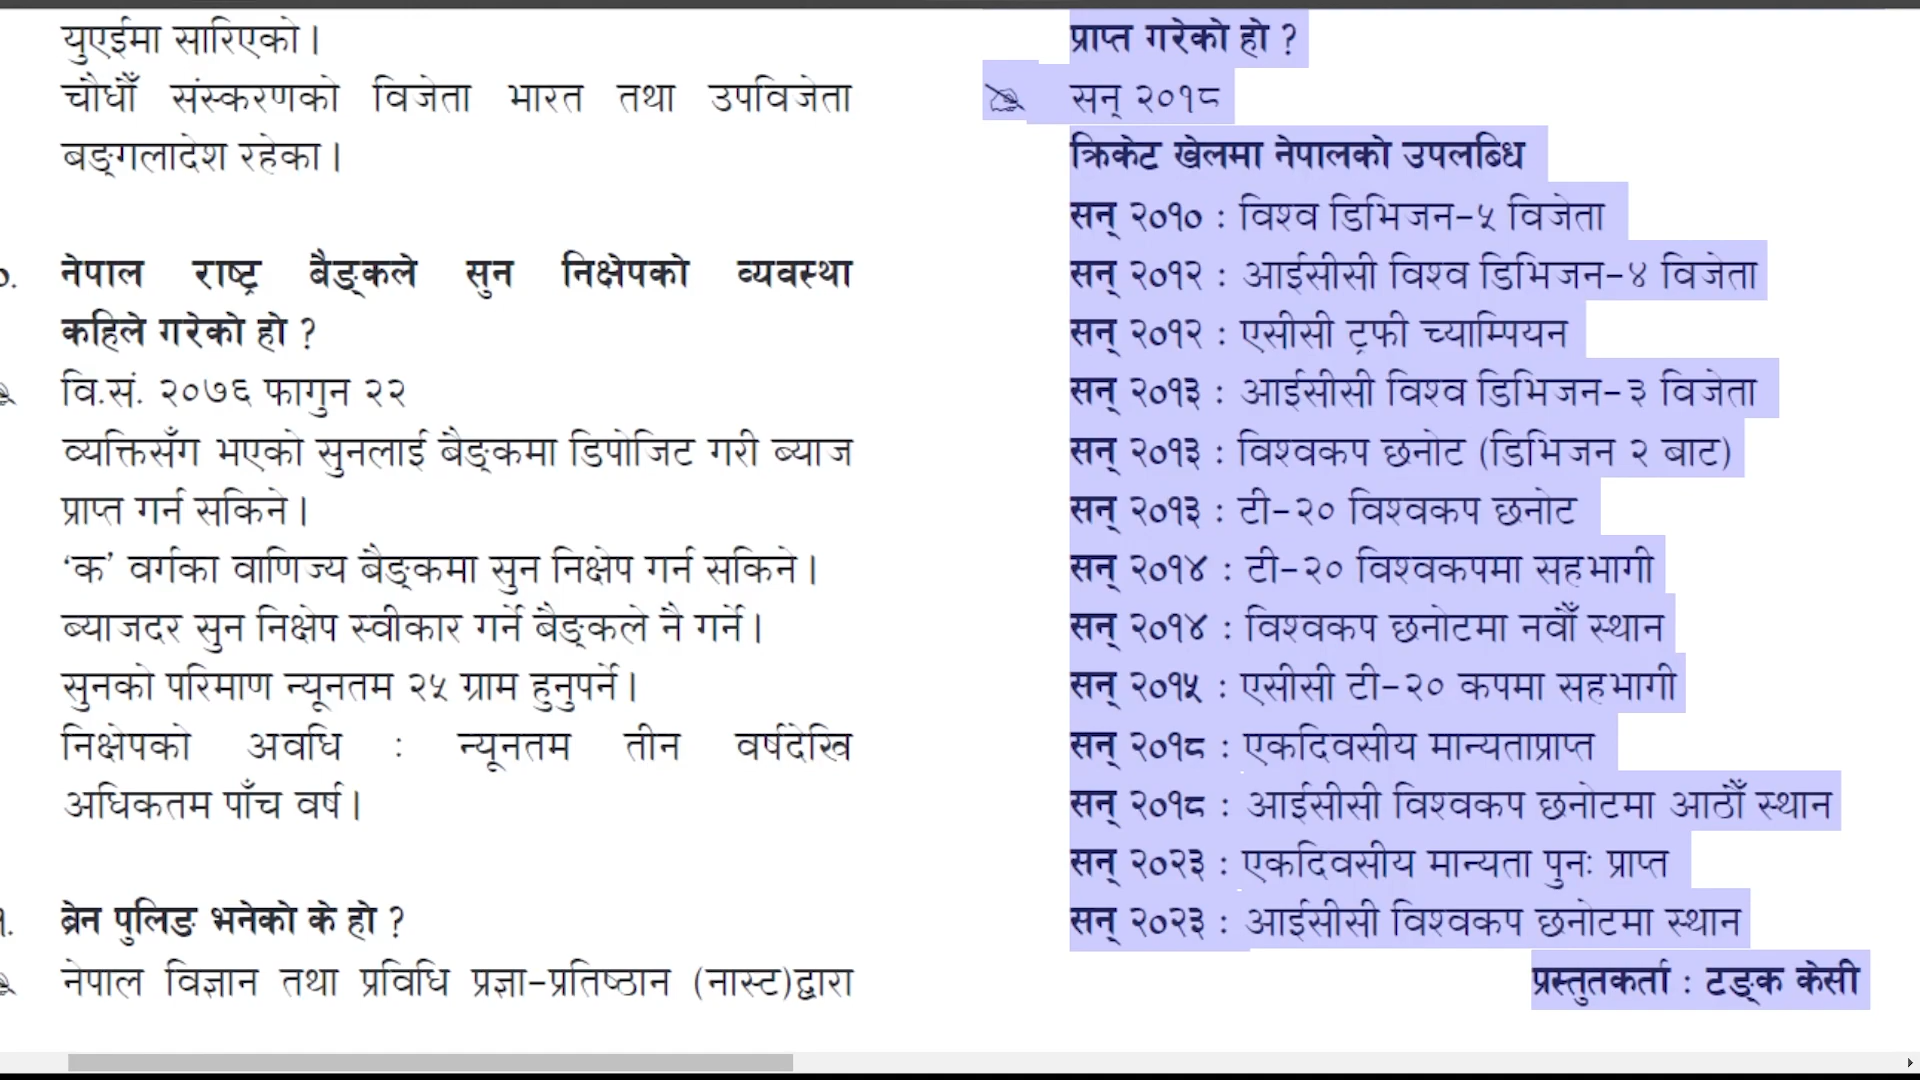 युएईमा सारिएको।
चौधौँ संस्करणको विजेता भारत तथा उपविजेता
बङ्गलादेश रहेका।
नेपाल राष्ट्र बैङ्कले सुन निक्षेपको व्यवस्था
कहिले गरेको हो ?
वि.सं. २०७६ फागुन २२
व्यक्तिसँग भएको सुनलाई बैङ्कमा डिपोजिट गरी ब्याज
प्राप्त गर्न सकिने।
‘क’ वर्गका वाणिज्य बैङ्कमा सुन निक्षेप गर्न सकिने।
ब्याजदर सुन निक्षेप स्वीकार गर्ने बैङ्कले नै गर्ने।
सुनको परिमाण न्यूनतम २५ ग्राम हुनुपर्ने।
निक्षेपको अवधि : न्यूनतम तीन वर्षदेखि
अधिकतम पाँच वर्ष।
ब्रेन पुलिङ भनेको के हो ?
नेपाल विज्ञान तथा प्रविधि प्रज्ञा-प्रतिष्ठान (नास्ट)द्वारा
प्राप्त गरेको हो ?
सन् २०१८
क्रिकेट खेलमा नेपालको उपलब्धि
सन् २०१० : विश्व डिभिजन-५ विजेता
सन् २०१२ : आईसीसी विश्व डिभिजन-४ विजेता
सन् २०१२ : एसीसी ट्रफी च्याम्पियन
सन् २०१३ : आईसीसी विश्व डिभिजन-३ विजेता
सन् २०१३ : विश्वकप छनोट (डिभिजन २ बाट)
सन् २०१३ : टी-२० विश्वकप छनोट
सन् २०१४ : टी-२० विश्वकपमा सहभागी
सन् २०१४ : विश्वकप छनोटमा नवौँ स्थान
सन् २०१५ : एसीसी टी-२० कपमा सहभागी
सन् २०१८ : एकदिवसीय मान्यताप्राप्त
सन् २०१८ : आईसीसी विश्वकप छनोटमा आठौँ स्थान
सन् २०२३ : एकदिवसीय मान्यता पुनः प्राप्त
सन् २०२३ : आईसीसी विश्वकप छनोटमा स्थान
प्रस्तुतकर्ता : टङ्क केसी